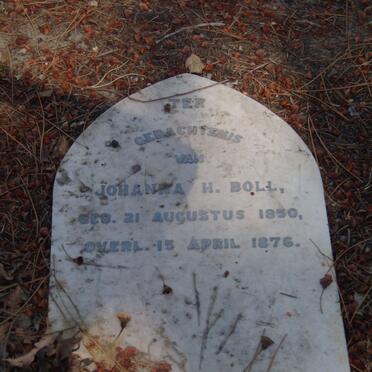 TER
GEDACHTENIS
VAN
JOHANNA H. BOLL,
GEB. 21 AUGUSTUS 1850,
OVERL. 15 APRIL 1876.